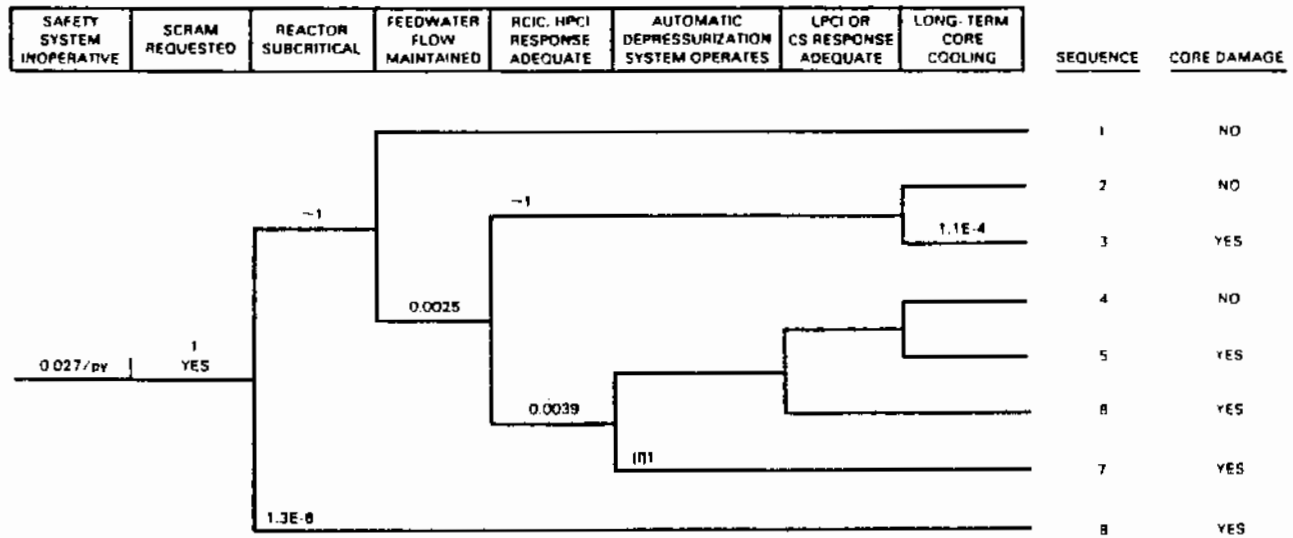 SAFETY
SYSTEM
INOPERATIVE
SCRAM
REQUESTED
REACTOR
SUBCRITICAL
FEEDWATER
FLOW
MAINTAINED
RCIC, HPCI
RESPONSE
ADEQUATE
AUTOMATIC
DEPRESSURIZATION
SYSTEM OPERATES
LPCI OR
CS RESPONSE
ADEQUATE
LONG-TERM
CORE
COOLING
SEQUENCE
CORE DAMAGE
1 NO
2 NO
~1
~1
1.1E-4
3 YES
0.0025
4 NO
1
0.027/py YES
5 YES
0.0039
6 YES
7 YES
1.3E-6
8 YES